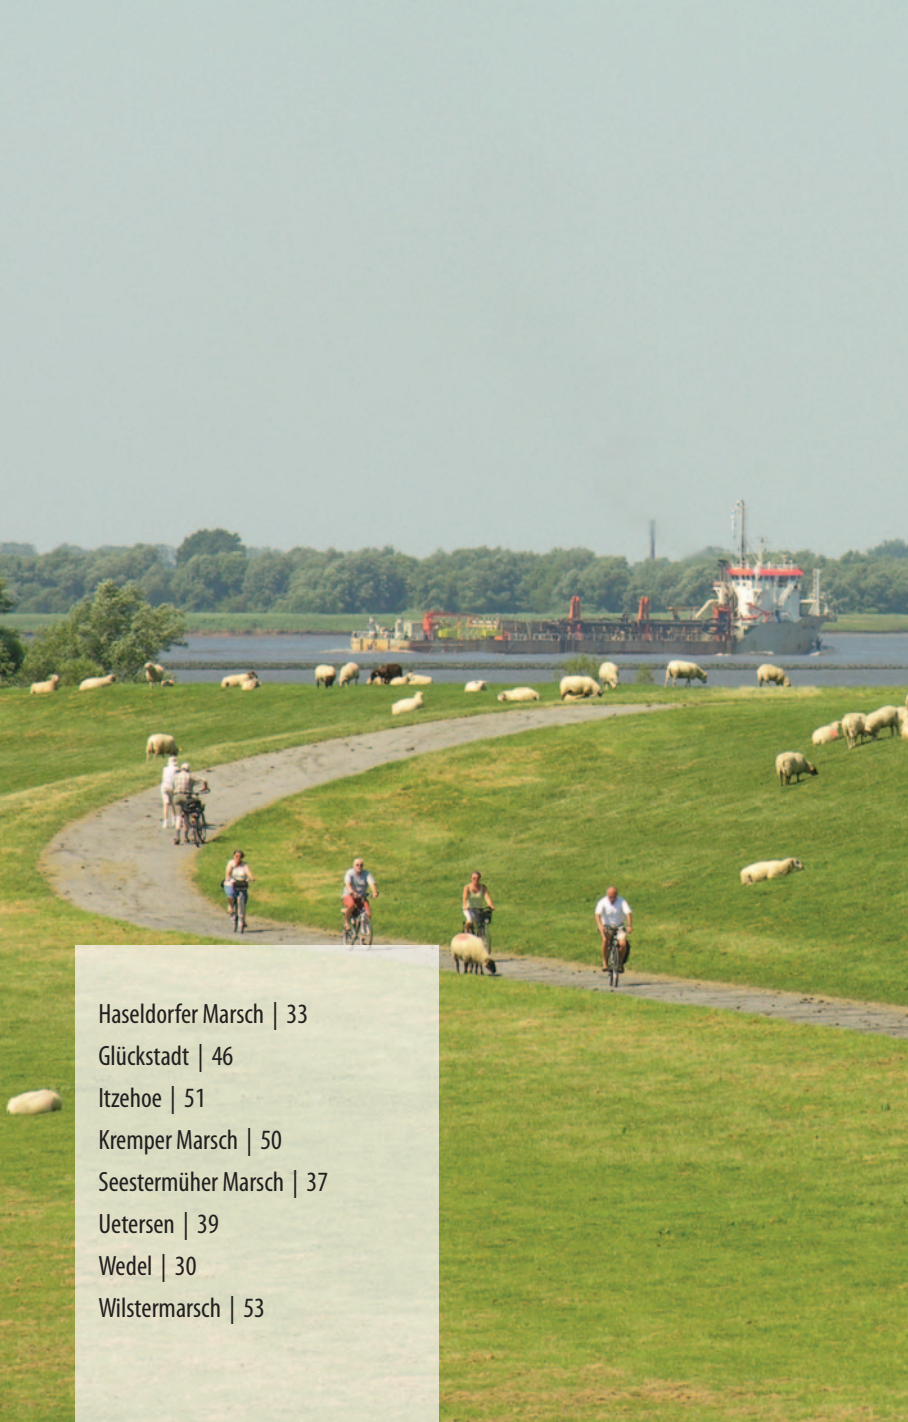 Haseldorfer Marsch | 33
Glückstadt | 46
Itzehoe | 51
Kremper Marsch | 50
Seestermüher Marsch | 37
Uetersen | 39
Wedel | 30
Wilstermarsch | 53